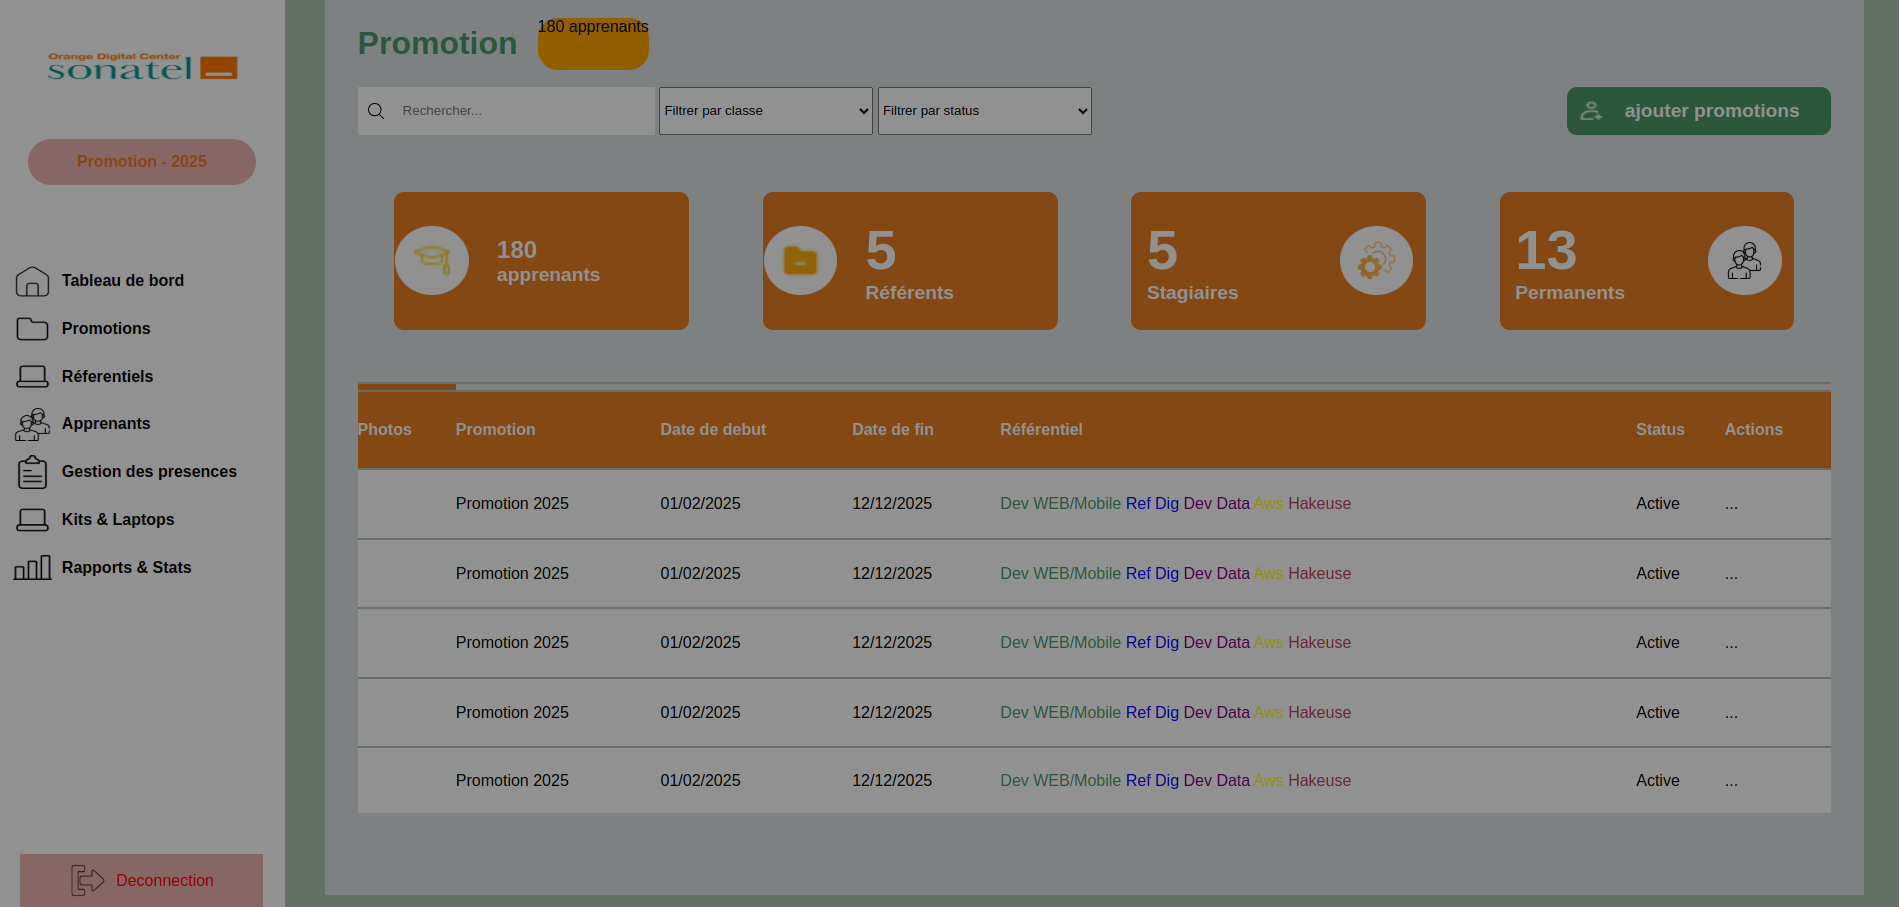 Orange Digital Center
sonatel
Promotion - 2025
Tableau de bord
Promotions
Réferentiels
Apprenants
Gestion des presences
Kits & Laptops
Rapports & Stats
Deconnection
Promotion
180 apprenants
Rechercher...
Filtrer par classe
Filtrer par status
ajouter promotions
180
apprenants
5
Référents
5
Stagiaires
13
Permanents
Photos Promotion Date de debut Date de fin Référentiel Status Actions
Promotion 2025 01/02/2025 12/12/2025 Dev WEB/Mobile Ref Dig Dev Data Aws Hakeuse Active ...
Promotion 2025 01/02/2025 12/12/2025 Dev WEB/Mobile Ref Dig Dev Data Aws Hakeuse Active ...
Promotion 2025 01/02/2025 12/12/2025 Dev WEB/Mobile Ref Dig Dev Data Aws Hakeuse Active ...
Promotion 2025 01/02/2025 12/12/2025 Dev WEB/Mobile Ref Dig Dev Data Aws Hakeuse Active ...
Promotion 2025 01/02/2025 12/12/2025 Dev WEB/Mobile Ref Dig Dev Data Aws Hakeuse Active ...